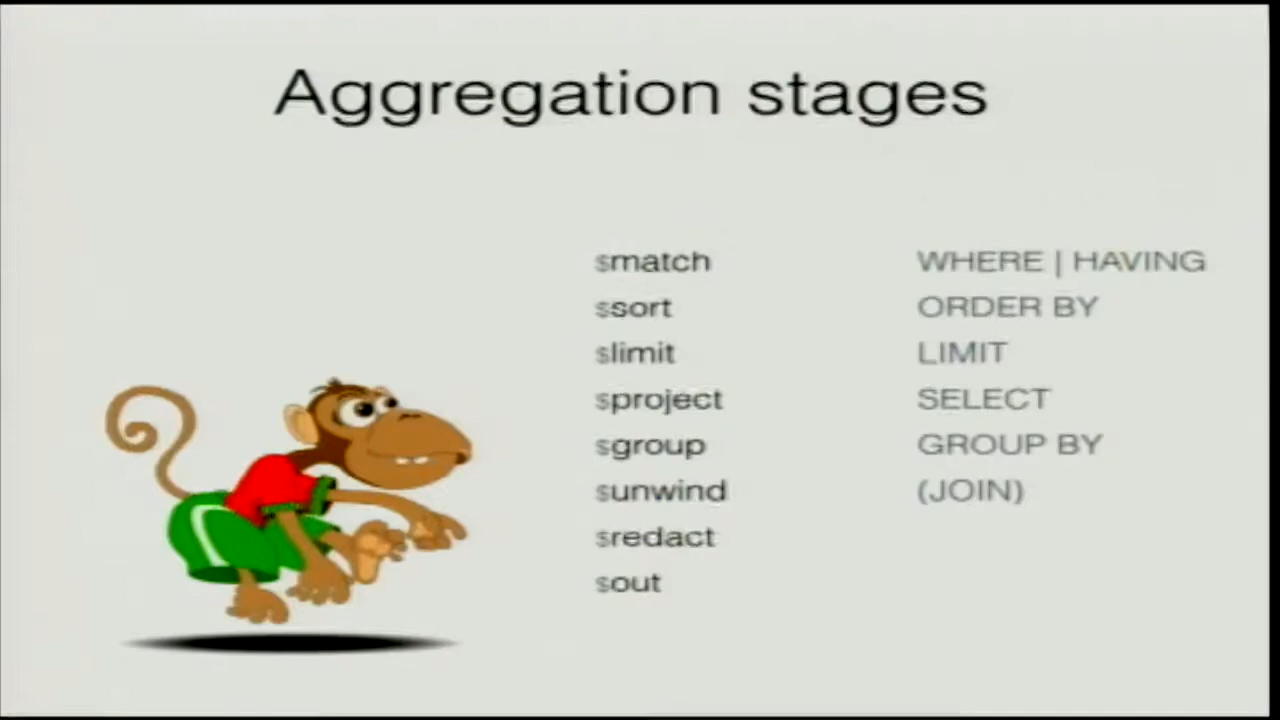 Aggregation stages
$match WHERE | HAVING
$sort ORDER BY
$limit LIMIT
$project SELECT
$group GROUP BY
$unwind (JOIN)
$redact
$out